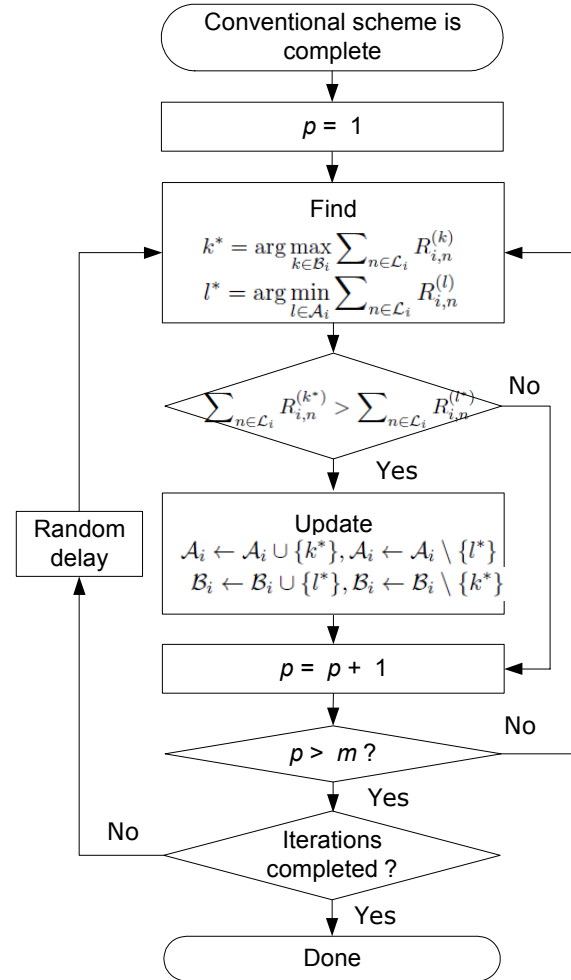 Conventional scheme is
complete
p = 1
Find
k* = arg max_{k∈ℬ_i} ∑_{n∈ℒ_i} R_{i,n}^{(k)}
l* = arg min_{l∈𝒜_i} ∑_{n∈ℒ_i} R_{i,n}^{(l)}
No
∑_{n∈ℒ_i} R_{i,n}^{(k*)} > ∑_{n∈ℒ_i} R_{i,n}^{(l*)}
Yes
Random
delay
Update
𝒜_i ← 𝒜_i ∪ {k*}, 𝒜_i ← 𝒜_i \ {l*}
ℬ_i ← ℬ_i ∪ {l*}, ℬ_i ← ℬ_i \ {k*}
p = p + 1
No
p > m ?
Yes
No
Iterations
completed ?
Yes
Done